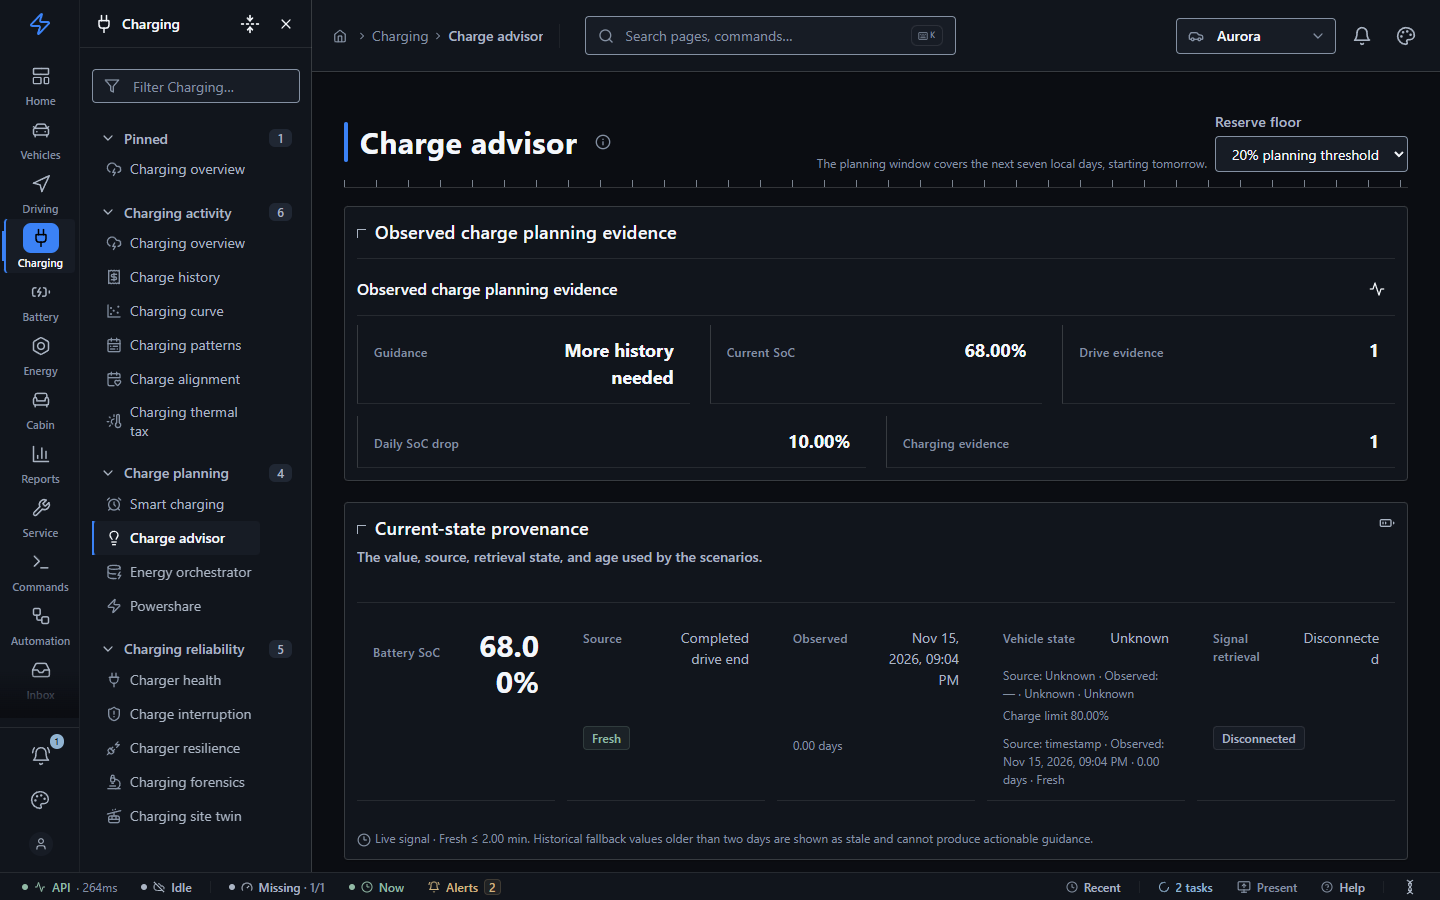 Charging
Charging
Charge advisor
Search pages, commands...
K
Aurora
Home
Vehicles
Driving
Charging
Battery
Energy
Cabin
Reports
Service
Commands
Automation
Inbox
1
Filter Charging...
Pinned
1
Charging overview
Charging activity
6
Charging overview
Charge history
Charging curve
Charging patterns
Charge alignment
Charging thermal
tax
Charge planning
4
Smart charging
Charge advisor
Energy orchestrator
Powershare
Charging reliability
5
Charger health
Charge interruption
Charger resilience
Charging forensics
Charging site twin
Charge advisor
The planning window covers the next seven local days, starting tomorrow.
Reserve floor
20% planning threshold
Observed charge planning evidence
Observed charge planning evidence
Guidance
More history
needed
Current SoC
68.00%
Drive evidence
1
Daily SoC drop
10.00%
Charging evidence
1
Current-state provenance
The value, source, retrieval state, and age used by the scenarios.
Battery SoC
68.0
0%
Source
Completed
drive end
Fresh
Observed
Nov 15,
2026, 09:04
PM
0.00 days
Vehicle state
Unknown
Source: Unknown · Observed:
— · Unknown · Unknown
Charge limit 80.00%
Source: timestamp · Observed:
Nov 15, 2026, 09:04 PM · 0.00
days · Fresh
Signal
retrieval
Disconnecte
d
Disconnected
Live signal · Fresh ≤ 2.00 min. Historical fallback values older than two days are shown as stale and cannot produce actionable guidance.
API · 264ms
Idle
Missing · 1/1
Now
Alerts 2
Recent
2 tasks
Present
Help